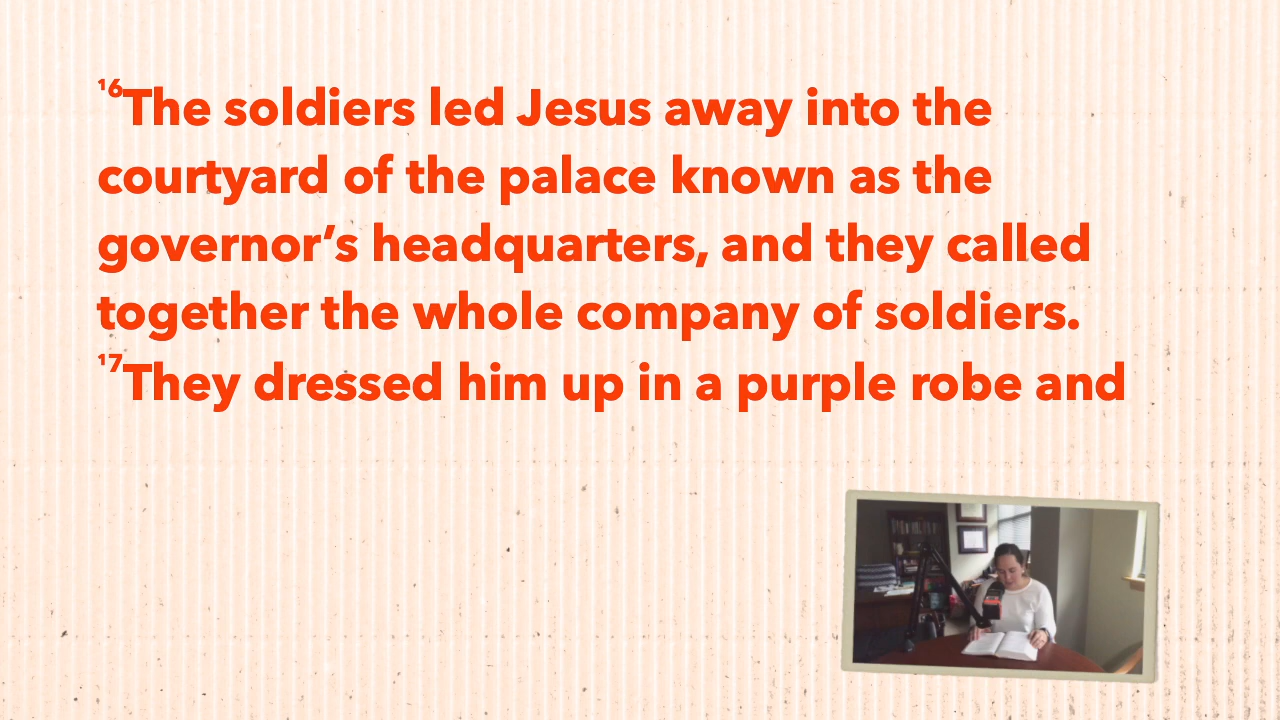 ¹⁶The soldiers led Jesus away into the
courtyard of the palace known as the
governor’s headquarters, and they called
together the whole company of soldiers.
¹⁷They dressed him up in a purple robe and